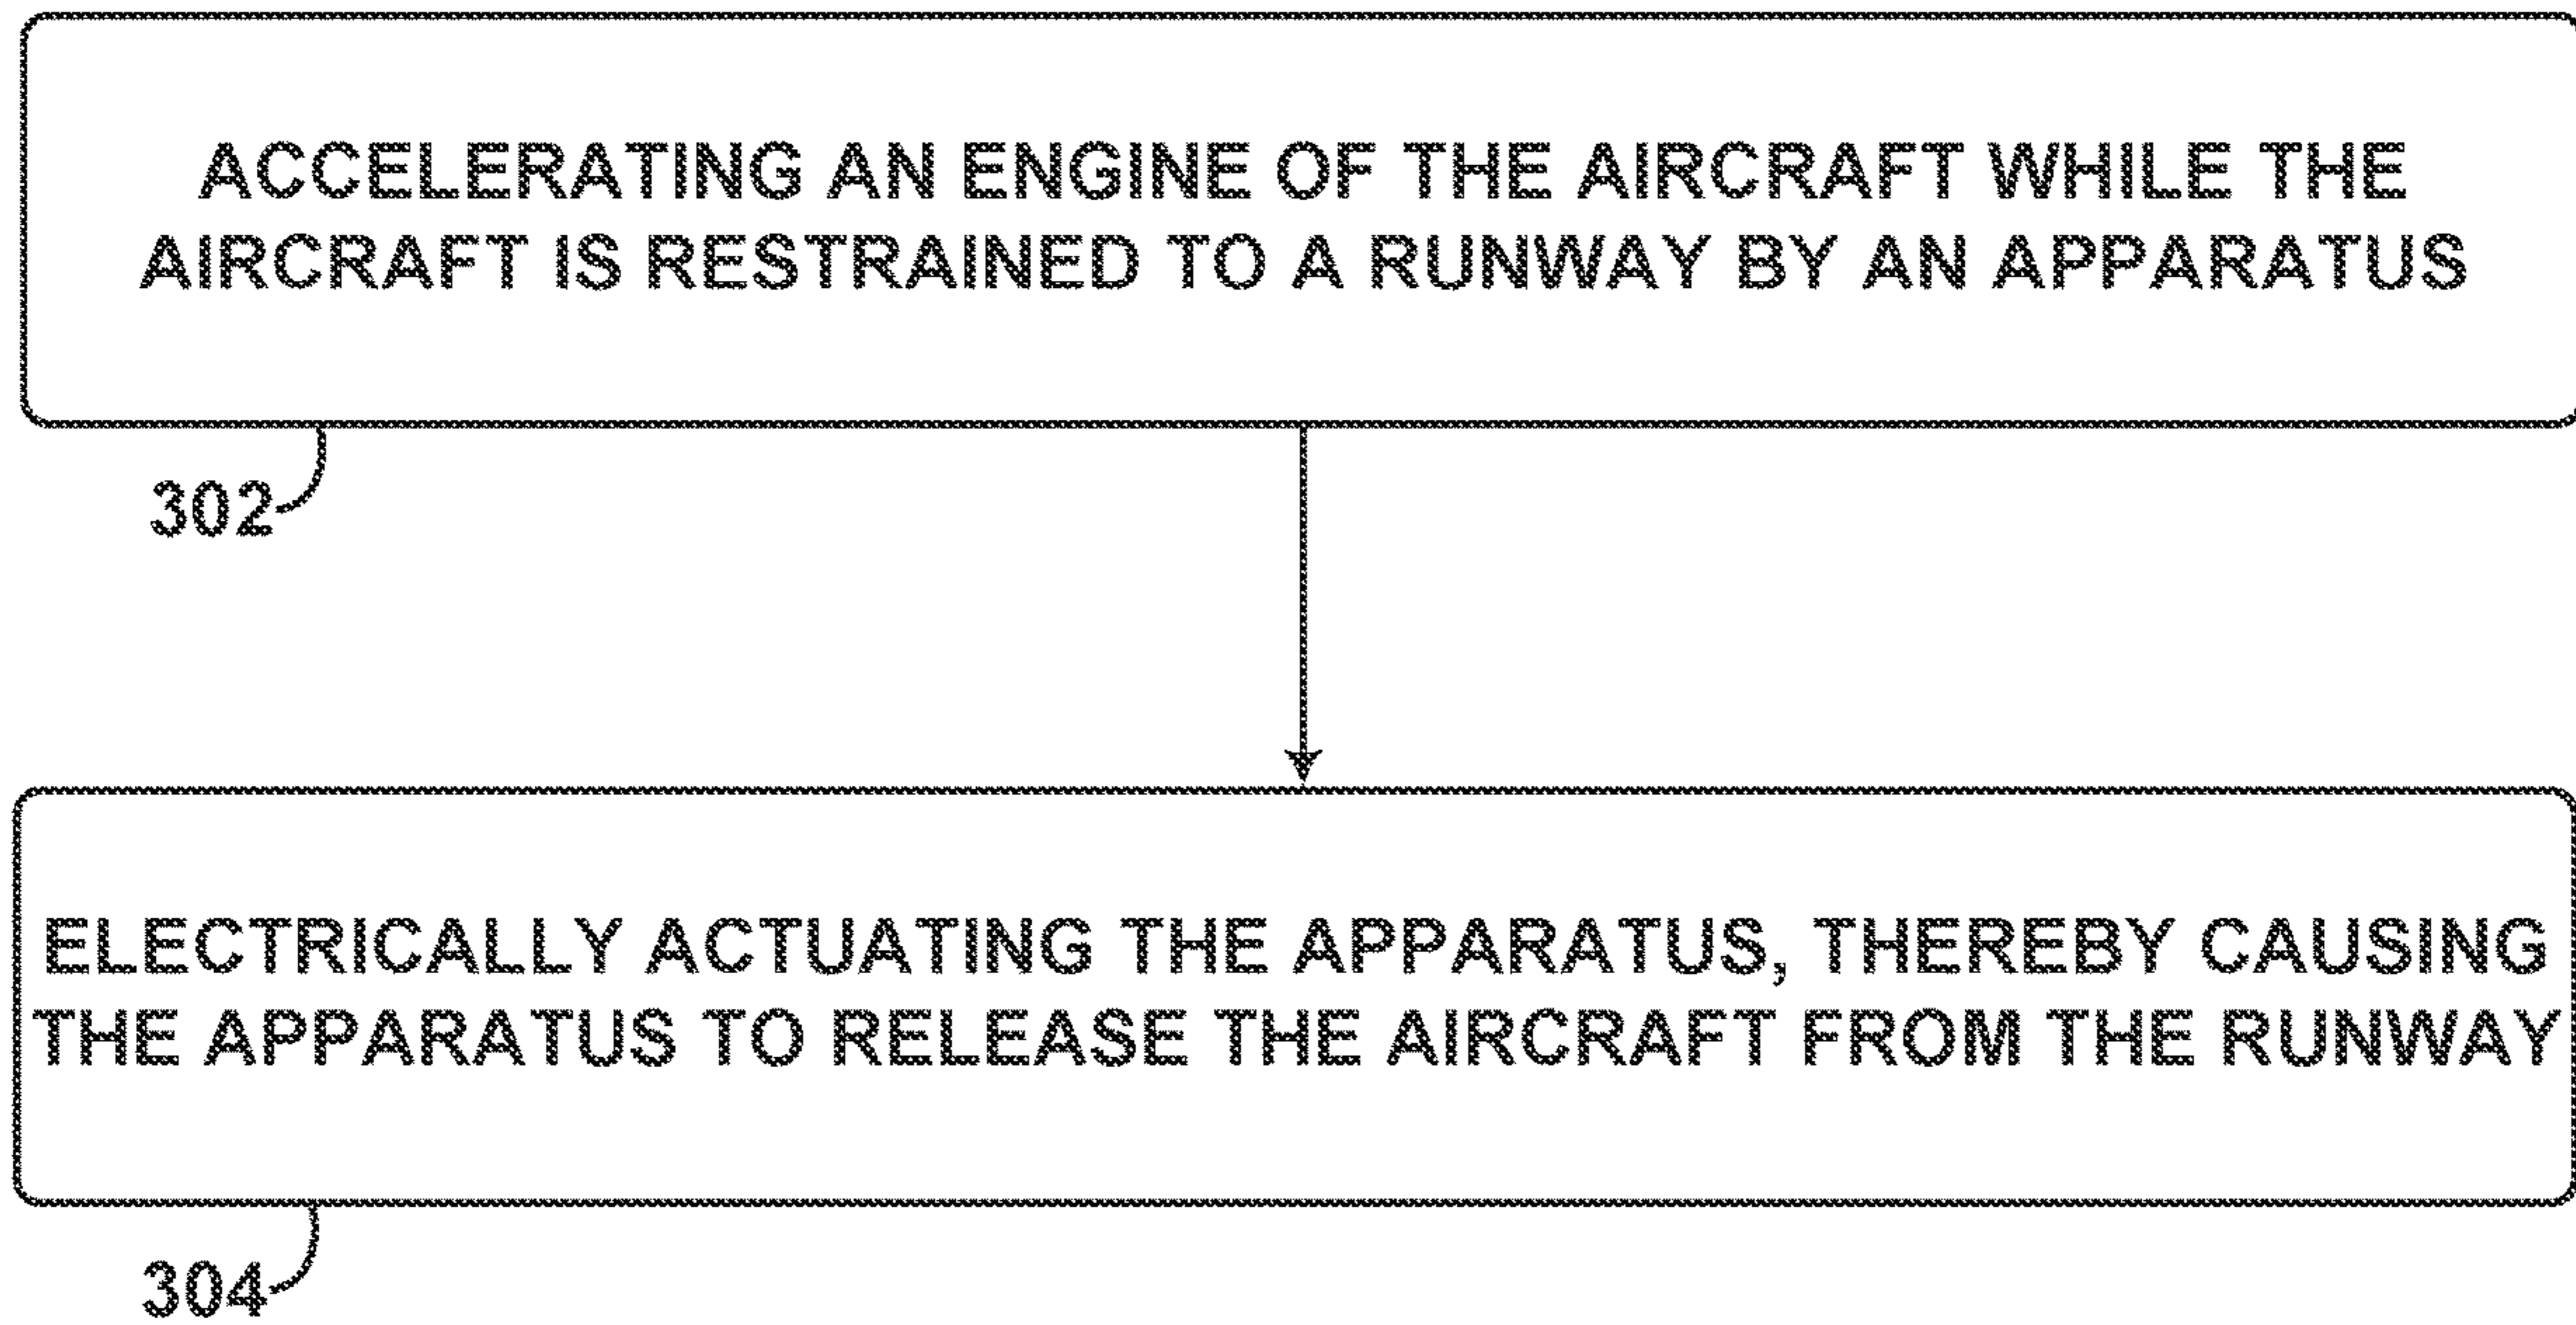 ACCELERATING AN ENGINE OF THE AIRCRAFT WHILE THE
AIRCRAFT IS RESTRAINED TO A RUNWAY BY AN APPARATUS
302
ELECTRICALLY ACTUATING THE APPARATUS, THEREBY CAUSING
THE APPARATUS TO RELEASE THE AIRCRAFT FROM THE RUNWAY
304